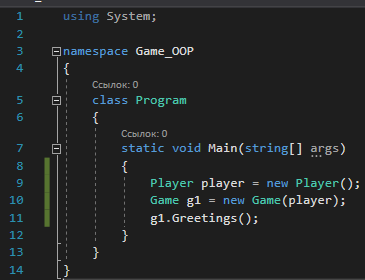 1 using System;
2
3 namespace Game_OOP
4 {
Ссылок: 0
5 class Program
6 {
Ссылок: 0
7 static void Main(string[] args)
8 {
9 Player player = new Player();
10 Game g1 = new Game(player);
11 g1.Greetings();
12 }
13 }
14 }